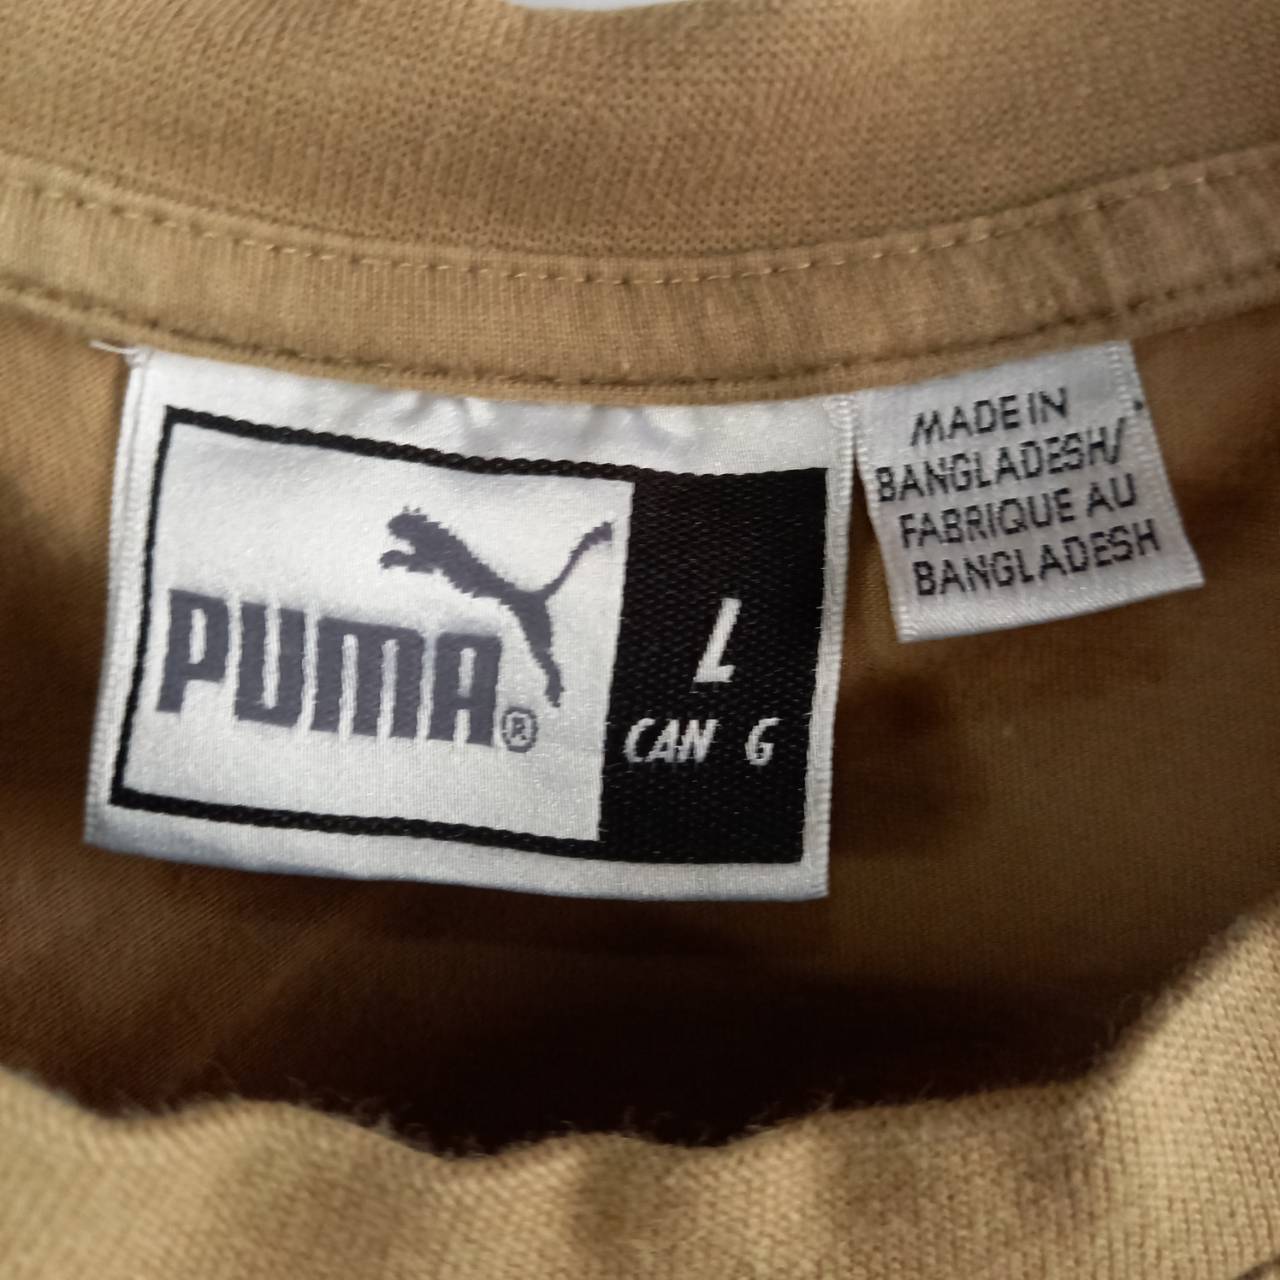 PUMA®
L
CAN G
MADE IN
BANGLADESH/
FABRIQUE AU
BANGLADESH